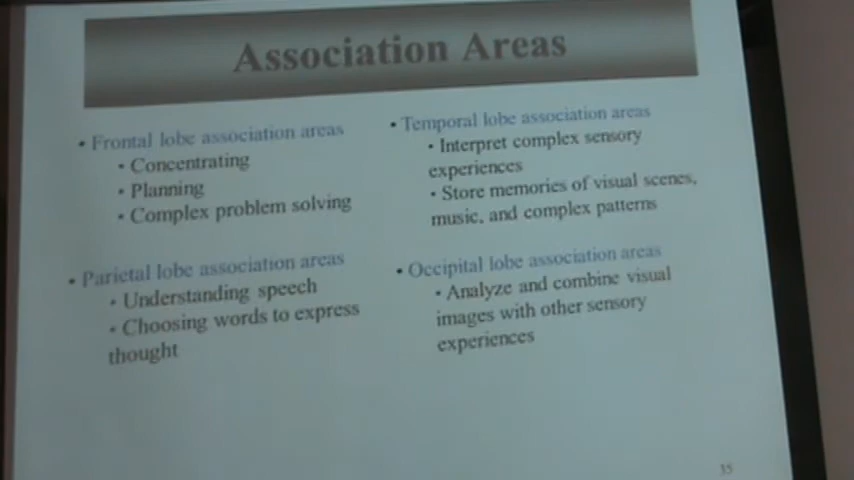 Association Areas
• Frontal lobe association areas
• Concentrating
• Planning
• Complex problem solving
• Parietal lobe association areas
• Understanding speech
• Choosing words to express
thought
• Temporal lobe association areas
• Interpret complex sensory
experiences
• Store memories of visual scenes,
music, and complex patterns
• Occipital lobe association areas
• Analyze and combine visual
images with other sensory
experiences
35